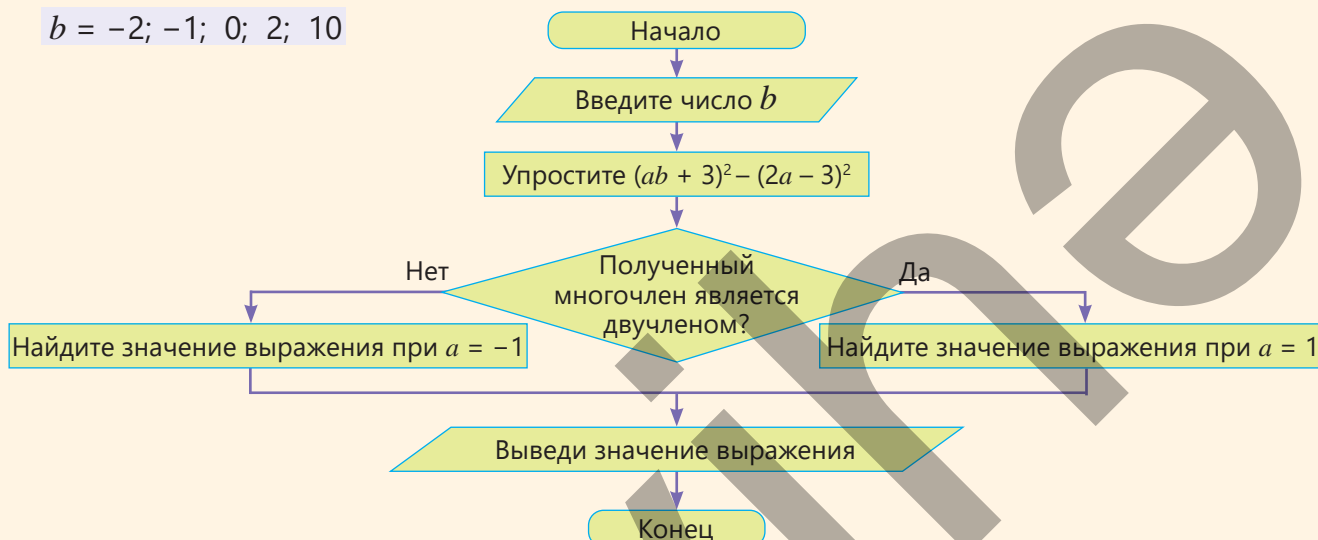 b = −2; −1; 0; 2; 10
Начало
Введите число b
Упростите (ab + 3)² – (2a – 3)²
Нет
Полученный
многочлен является
двучленом?
Да
Найдите значение выражения при a = −1
Найдите значение выражения при a = 1
Выведи значение выражения
Конец